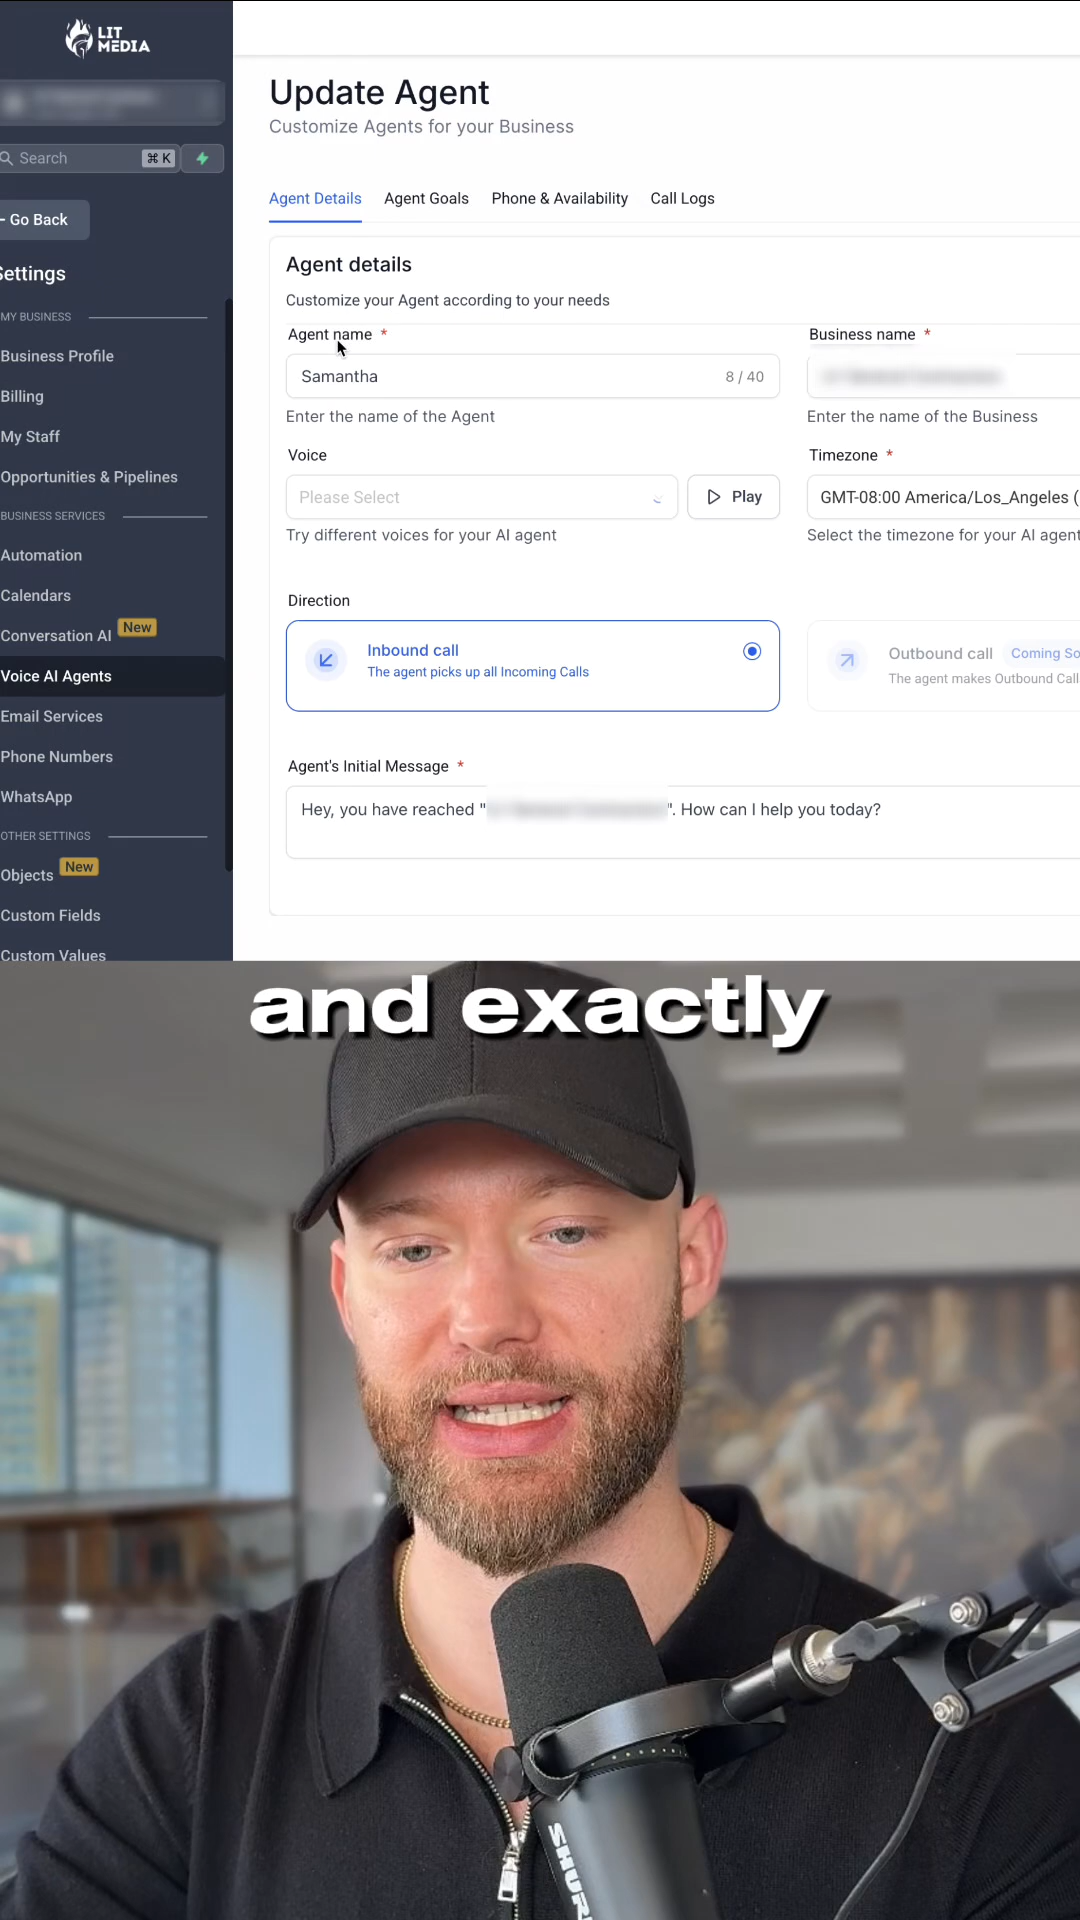 LIT
MEDIA
Search
⌘ K
Go Back
Settings
MY BUSINESS
Business Profile
Billing
My Staff
Opportunities & Pipelines
BUSINESS SERVICES
Automation
Calendars
Conversation AI New
Voice AI Agents
Email Services
Phone Numbers
WhatsApp
OTHER SETTINGS
Objects New
Custom Fields
Custom Values
Update Agent
Customize Agents for your Business
Agent Details Agent Goals Phone & Availability Call Logs
Agent details
Customize your Agent according to your needs
Agent name *
Samantha 8 / 40
Enter the name of the Agent
Business name *
Enter the name of the Business
Voice
Please Select
Play
Try different voices for your AI agent
Timezone *
GMT-08:00 America/Los_Angeles (
Select the timezone for your AI agent
Direction
Inbound call
The agent picks up all Incoming Calls
Outbound call Coming So
The agent makes Outbound Call
Agent's Initial Message *
Hey, you have reached " ". How can I help you today?
and exactly
SHURE